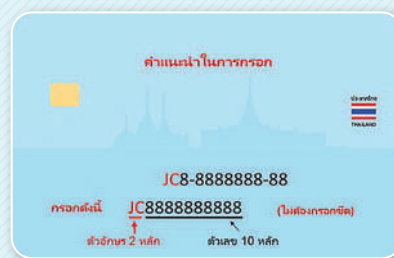 คำแนะนำในการกรอก
ประเทศไทย
THAILAND
JC8-8888888-88
กรอกดังนี้ JC8888888888 (ไม่ต้องกรอกขีด)
ตัวอักษร 2 หลัก ตัวเลข 10 หลัก